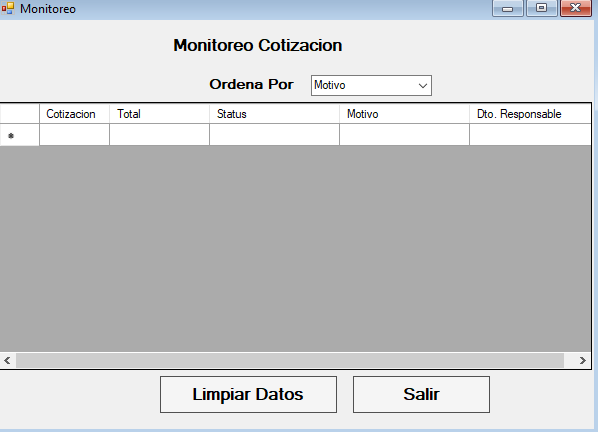 Monitoreo
Monitoreo Cotizacion
Ordena Por Motivo
Cotizacion Total Status Motivo Dto. Responsable
Limpiar Datos Salir